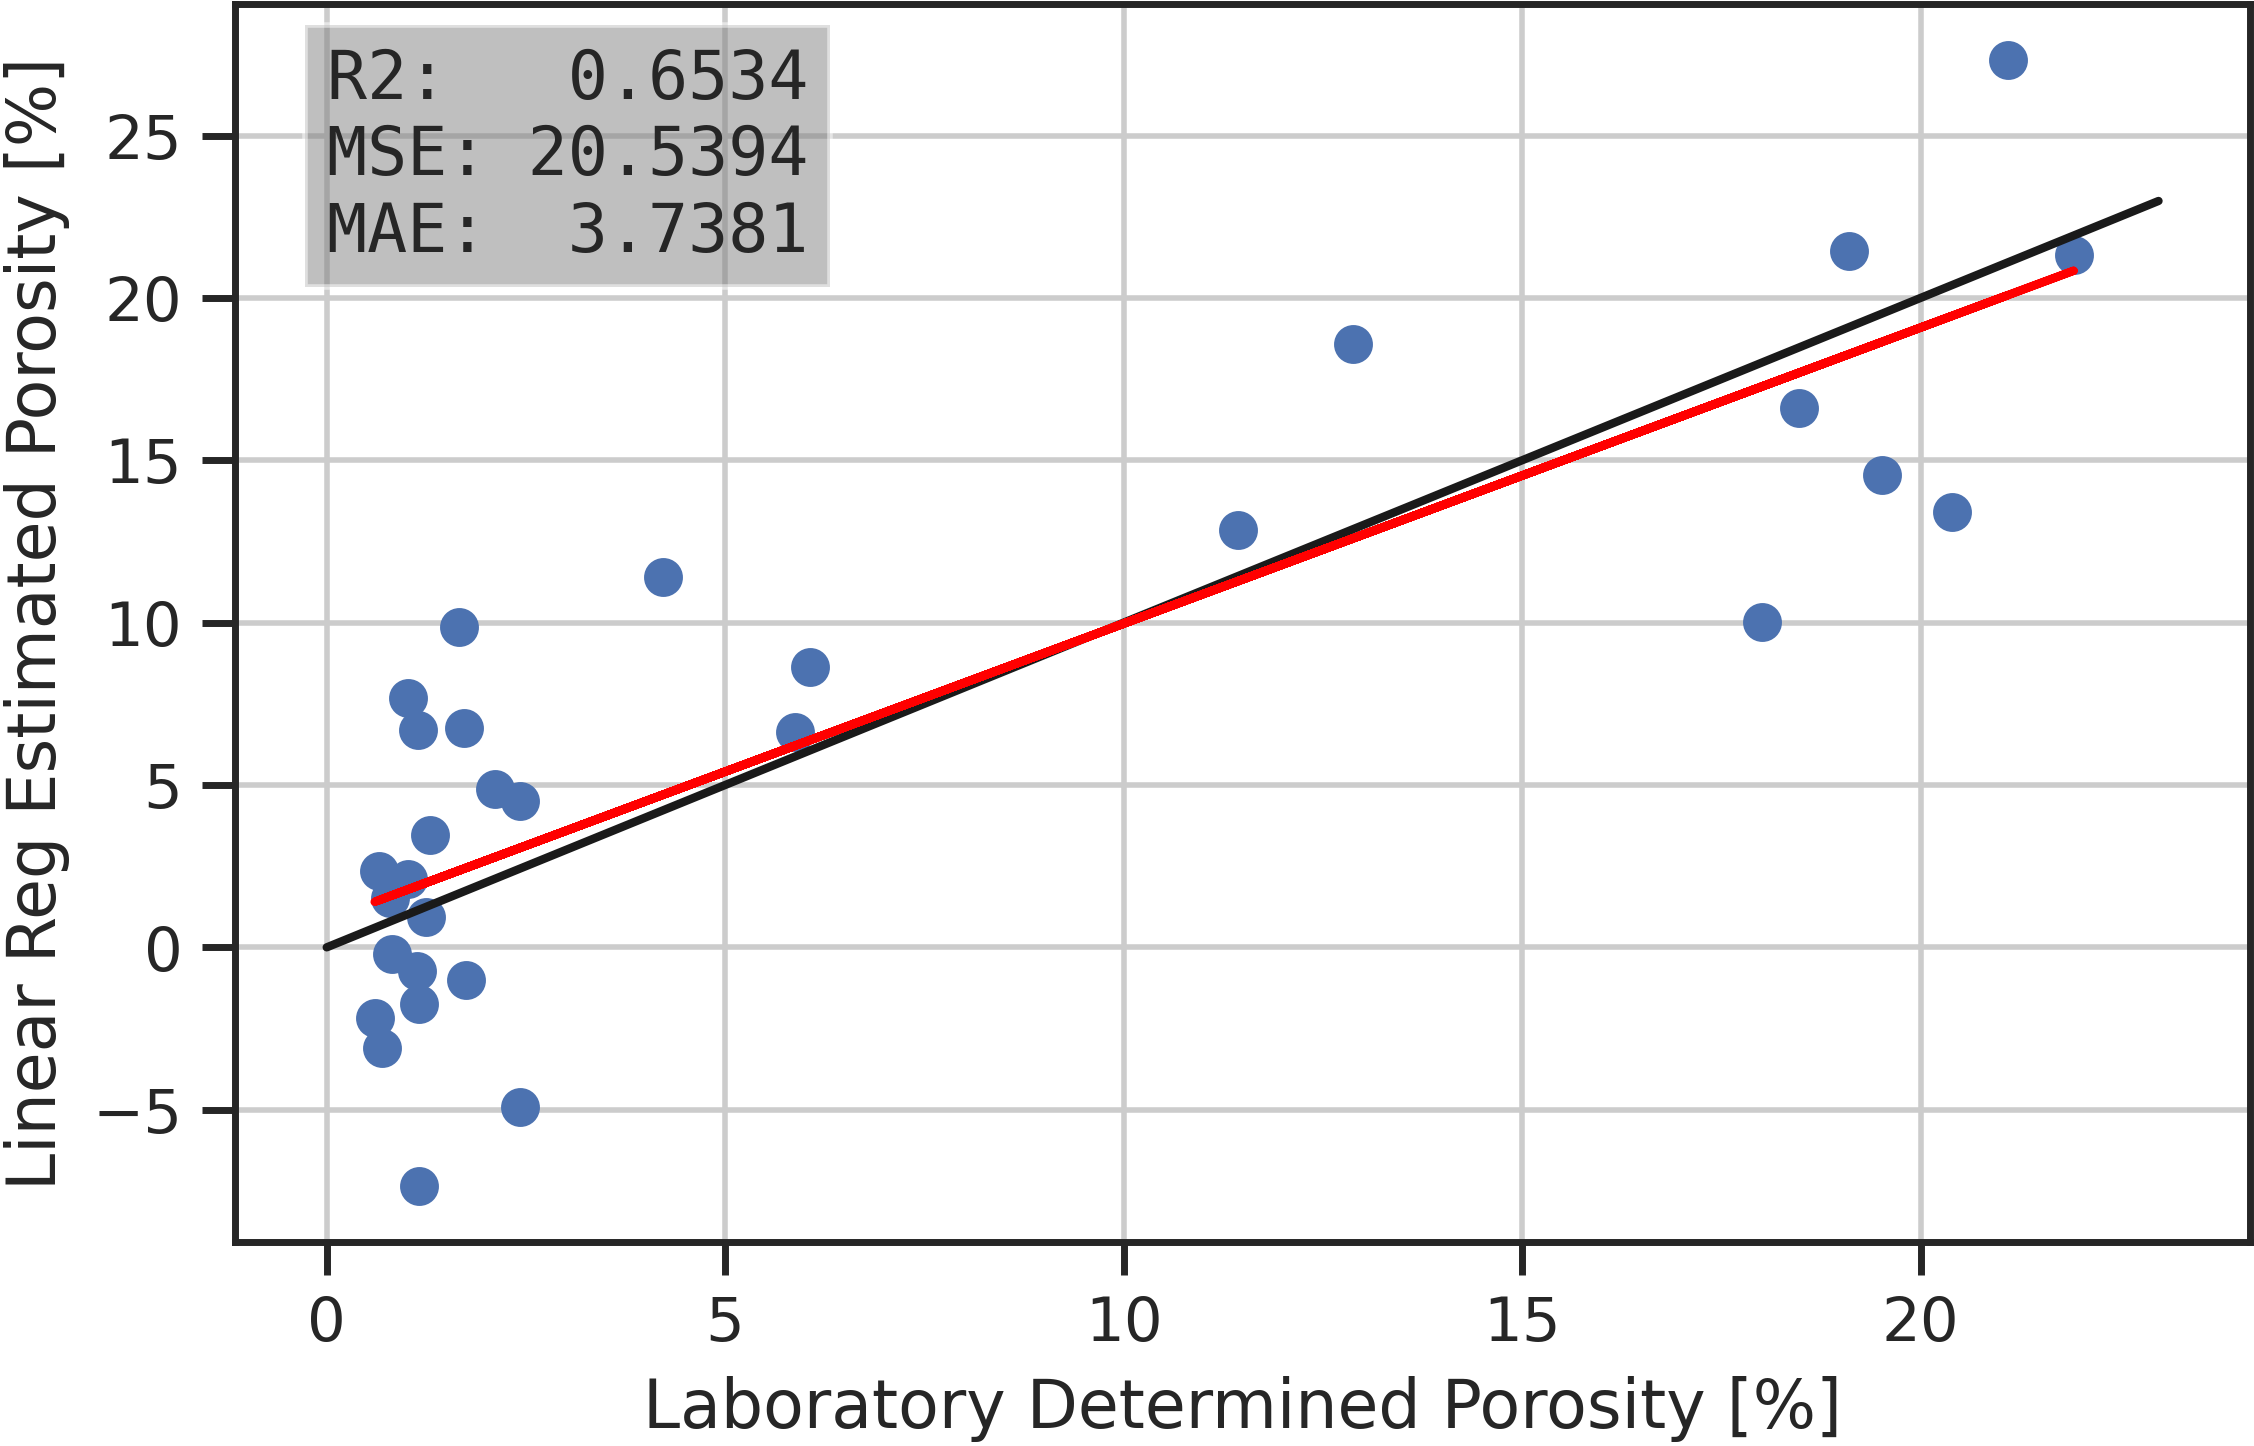 R2:   0.6534
MSE: 20.5394
MAE:  3.7381
Linear Reg Estimated Porosity [%]
25
20
15
10
5
0
−5
0 5 10 15 20
Laboratory Determined Porosity [%]